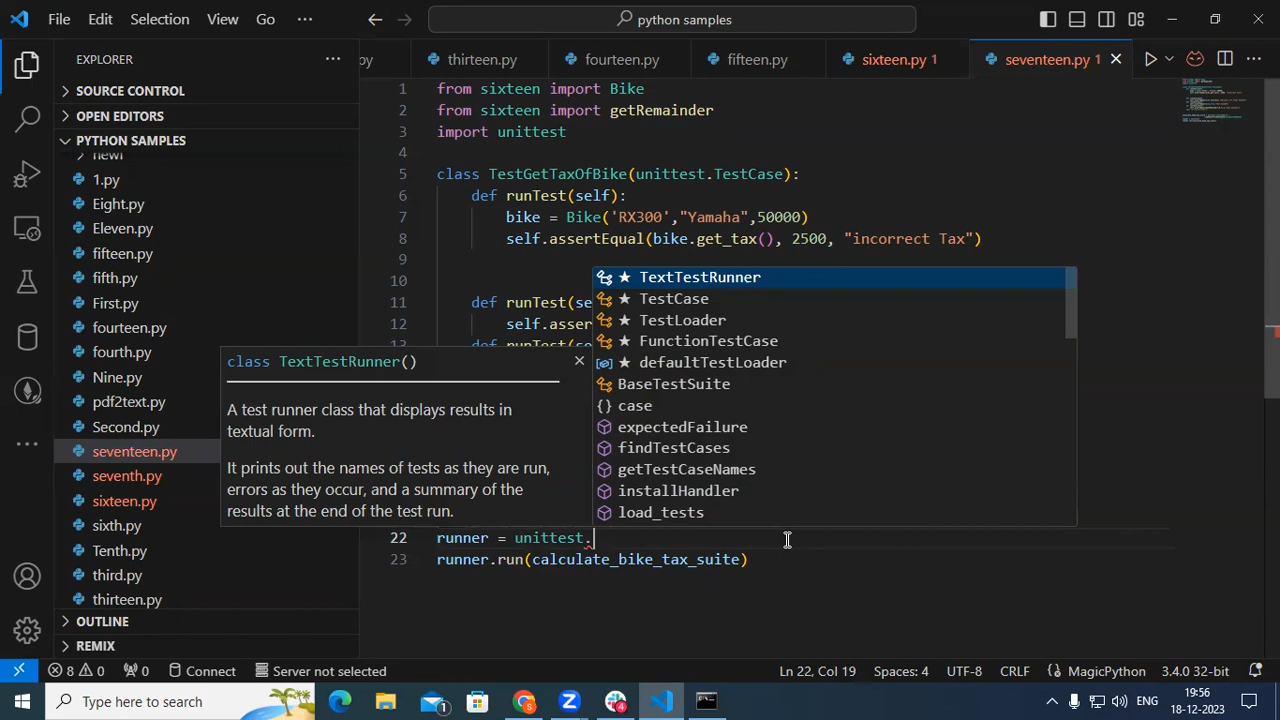 File Edit Selection View Go ···
python samples
EXPLORER ···
SOURCE CONTROL
OPEN EDITORS
PYTHON SAMPLES
1.py
Eight.py
Eleven.py
fifteen.py
fifth.py
First.py
fourteen.py
fourth.py
Nine.py
pdf2text.py
Second.py
seventeen.py
seventh.py
sixteen.py
sixth.py
Tenth.py
third.py
thirteen.py
OUTLINE
REMIX
py thirteen.py fourteen.py fifteen.py sixteen.py 1 seventeen.py 1
1 from sixteen import Bike
2 from sixteen import getRemainder
3 import unittest
4
5 class TestGetTaxOfBike(unittest.TestCase):
6 def runTest(self):
7 bike = Bike('RX300',"Yamaha",50000)
8 self.assertEqual(bike.get_tax(), 2500, "incorrect Tax")
9
10
11 def runTest(se
12 self.asser
TextTestRunner
TestCase
TestLoader
FunctionTestCase
defaultTestLoader
BaseTestSuite
{} case
expectedFailure
findTestCases
getTestCaseNames
installHandler
load_tests
class TextTestRunner()
A test runner class that displays results in
textual form.
It prints out the names of tests as they are run,
errors as they occur, and a summary of the
results at the end of the test run.
22 runner = unittest.
23 runner.run(calculate_bike_tax_suite)
8 0 0 Connect Server not selected Ln 22, Col 19 Spaces: 4 UTF-8 CRLF MagicPython 3.4.0 32-bit
Type here to search
1
ENG
19:56
18-12-2023